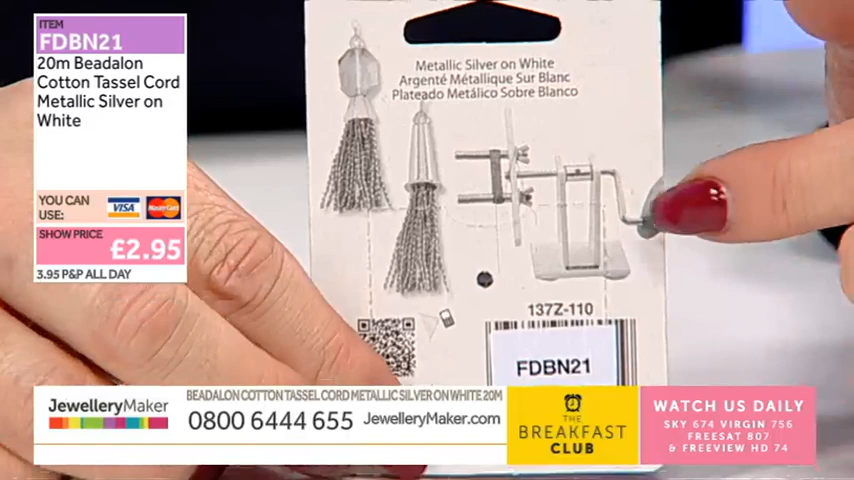 ITEM
FDBN21
20m Beadalon
Cotton Tassel Cord
Metallic Silver on
White
YOU CAN
USE:
VISA
MasterCard
SHOW PRICE
£2.95
3.95 P&P ALL DAY
Metallic Silver on White
Argenté Métallique Sur Blanc
Plateado Metálico Sobre Blanco
137Z-110
FDBN21
JewelleryMaker
BEADALON COTTON TASSEL CORD METALLIC SILVER ON WHITE 20M
0800 6444 655
JewelleryMaker.com
THE
BREAKFAST
CLUB
WATCH US DAILY
SKY 674 VIRGIN 756
FREESAT 807
& FREEVIEW HD 74